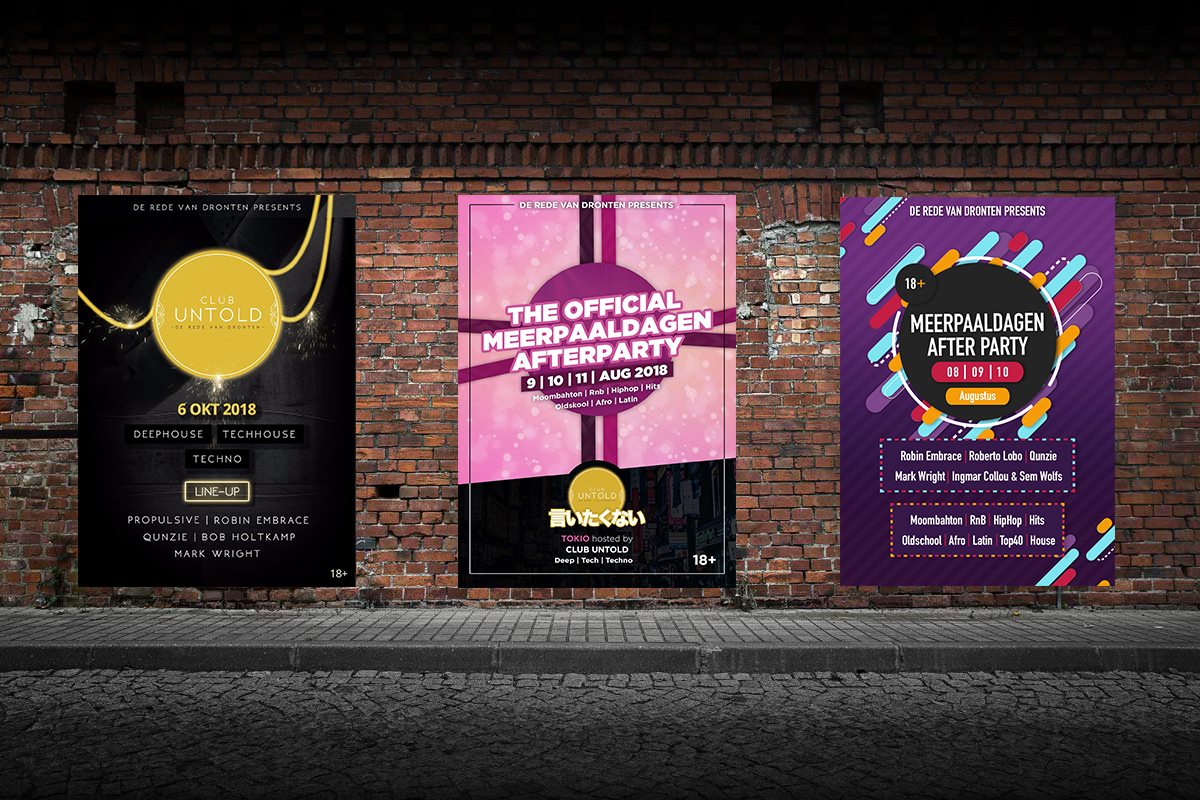 DE REDE VAN DRONTEN PRESENTS
CLUB
UNTOLD
-DE REDE VAN DRONTEN-
6 OKT 2018
DEEPHOUSE TECHHOUSE
TECHNO
LINE-UP
PROPULSIVE | ROBIN EMBRACE
QUNZIE | BOB HOLTKAMP
MARK WRIGHT
18+
DE REDE VAN DRONTEN PRESENTS
THE OFFICIAL
MEERPAALDAGEN
AFTERPARTY
9 | 10 | 11 | AUG 2018
Moombahton | Rnb | Hiphop | Hits
Oldskool | Afro | Latin
CLUB
UNTOLD
言いたくない
TOKIO hosted by
CLUB UNTOLD
Deep | Tech | Techno
18+
DE REDE VAN DRONTEN PRESENTS
18+
MEERPAALDAGEN
AFTER PARTY
08 | 09 | 10
Augustus
Robin Embrace | Roberto Lobo | Qunzie
Mark Wright | Ingmar Collou & Sem Wolfs
Moombahton | RnB | HipHop | Hits
Oldschool | Afro | Latin | Top40 | House